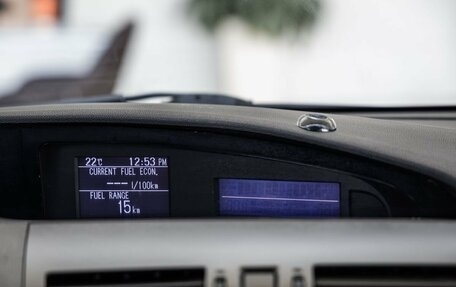 22℃ 12:53 PM
CURRENT FUEL ECON.
--- l/100km
FUEL RANGE
15km